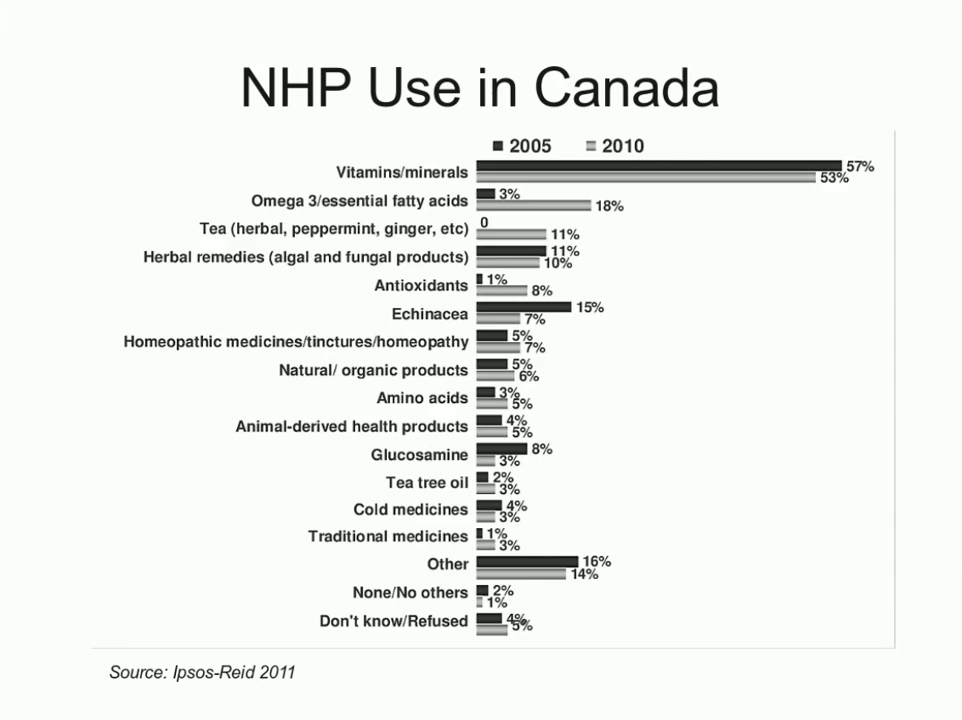 NHP Use in Canada
2005 2010
Vitamins/minerals 57% 53%
Omega 3/essential fatty acids 3% 18%
Tea (herbal, peppermint, ginger, etc) 0 11%
Herbal remedies (algal and fungal products) 11% 10%
Antioxidants 1% 8%
Echinacea 15% 7%
Homeopathic medicines/tinctures/homeopathy 5% 7%
Natural/ organic products 5% 6%
Amino acids 3% 5%
Animal-derived health products 4% 5%
Glucosamine 8% 3%
Tea tree oil 2% 3%
Cold medicines 4% 3%
Traditional medicines 1% 3%
Other 16% 14%
None/No others 2% 1%
Don't know/Refused 4% 5%
Source: Ipsos-Reid 2011